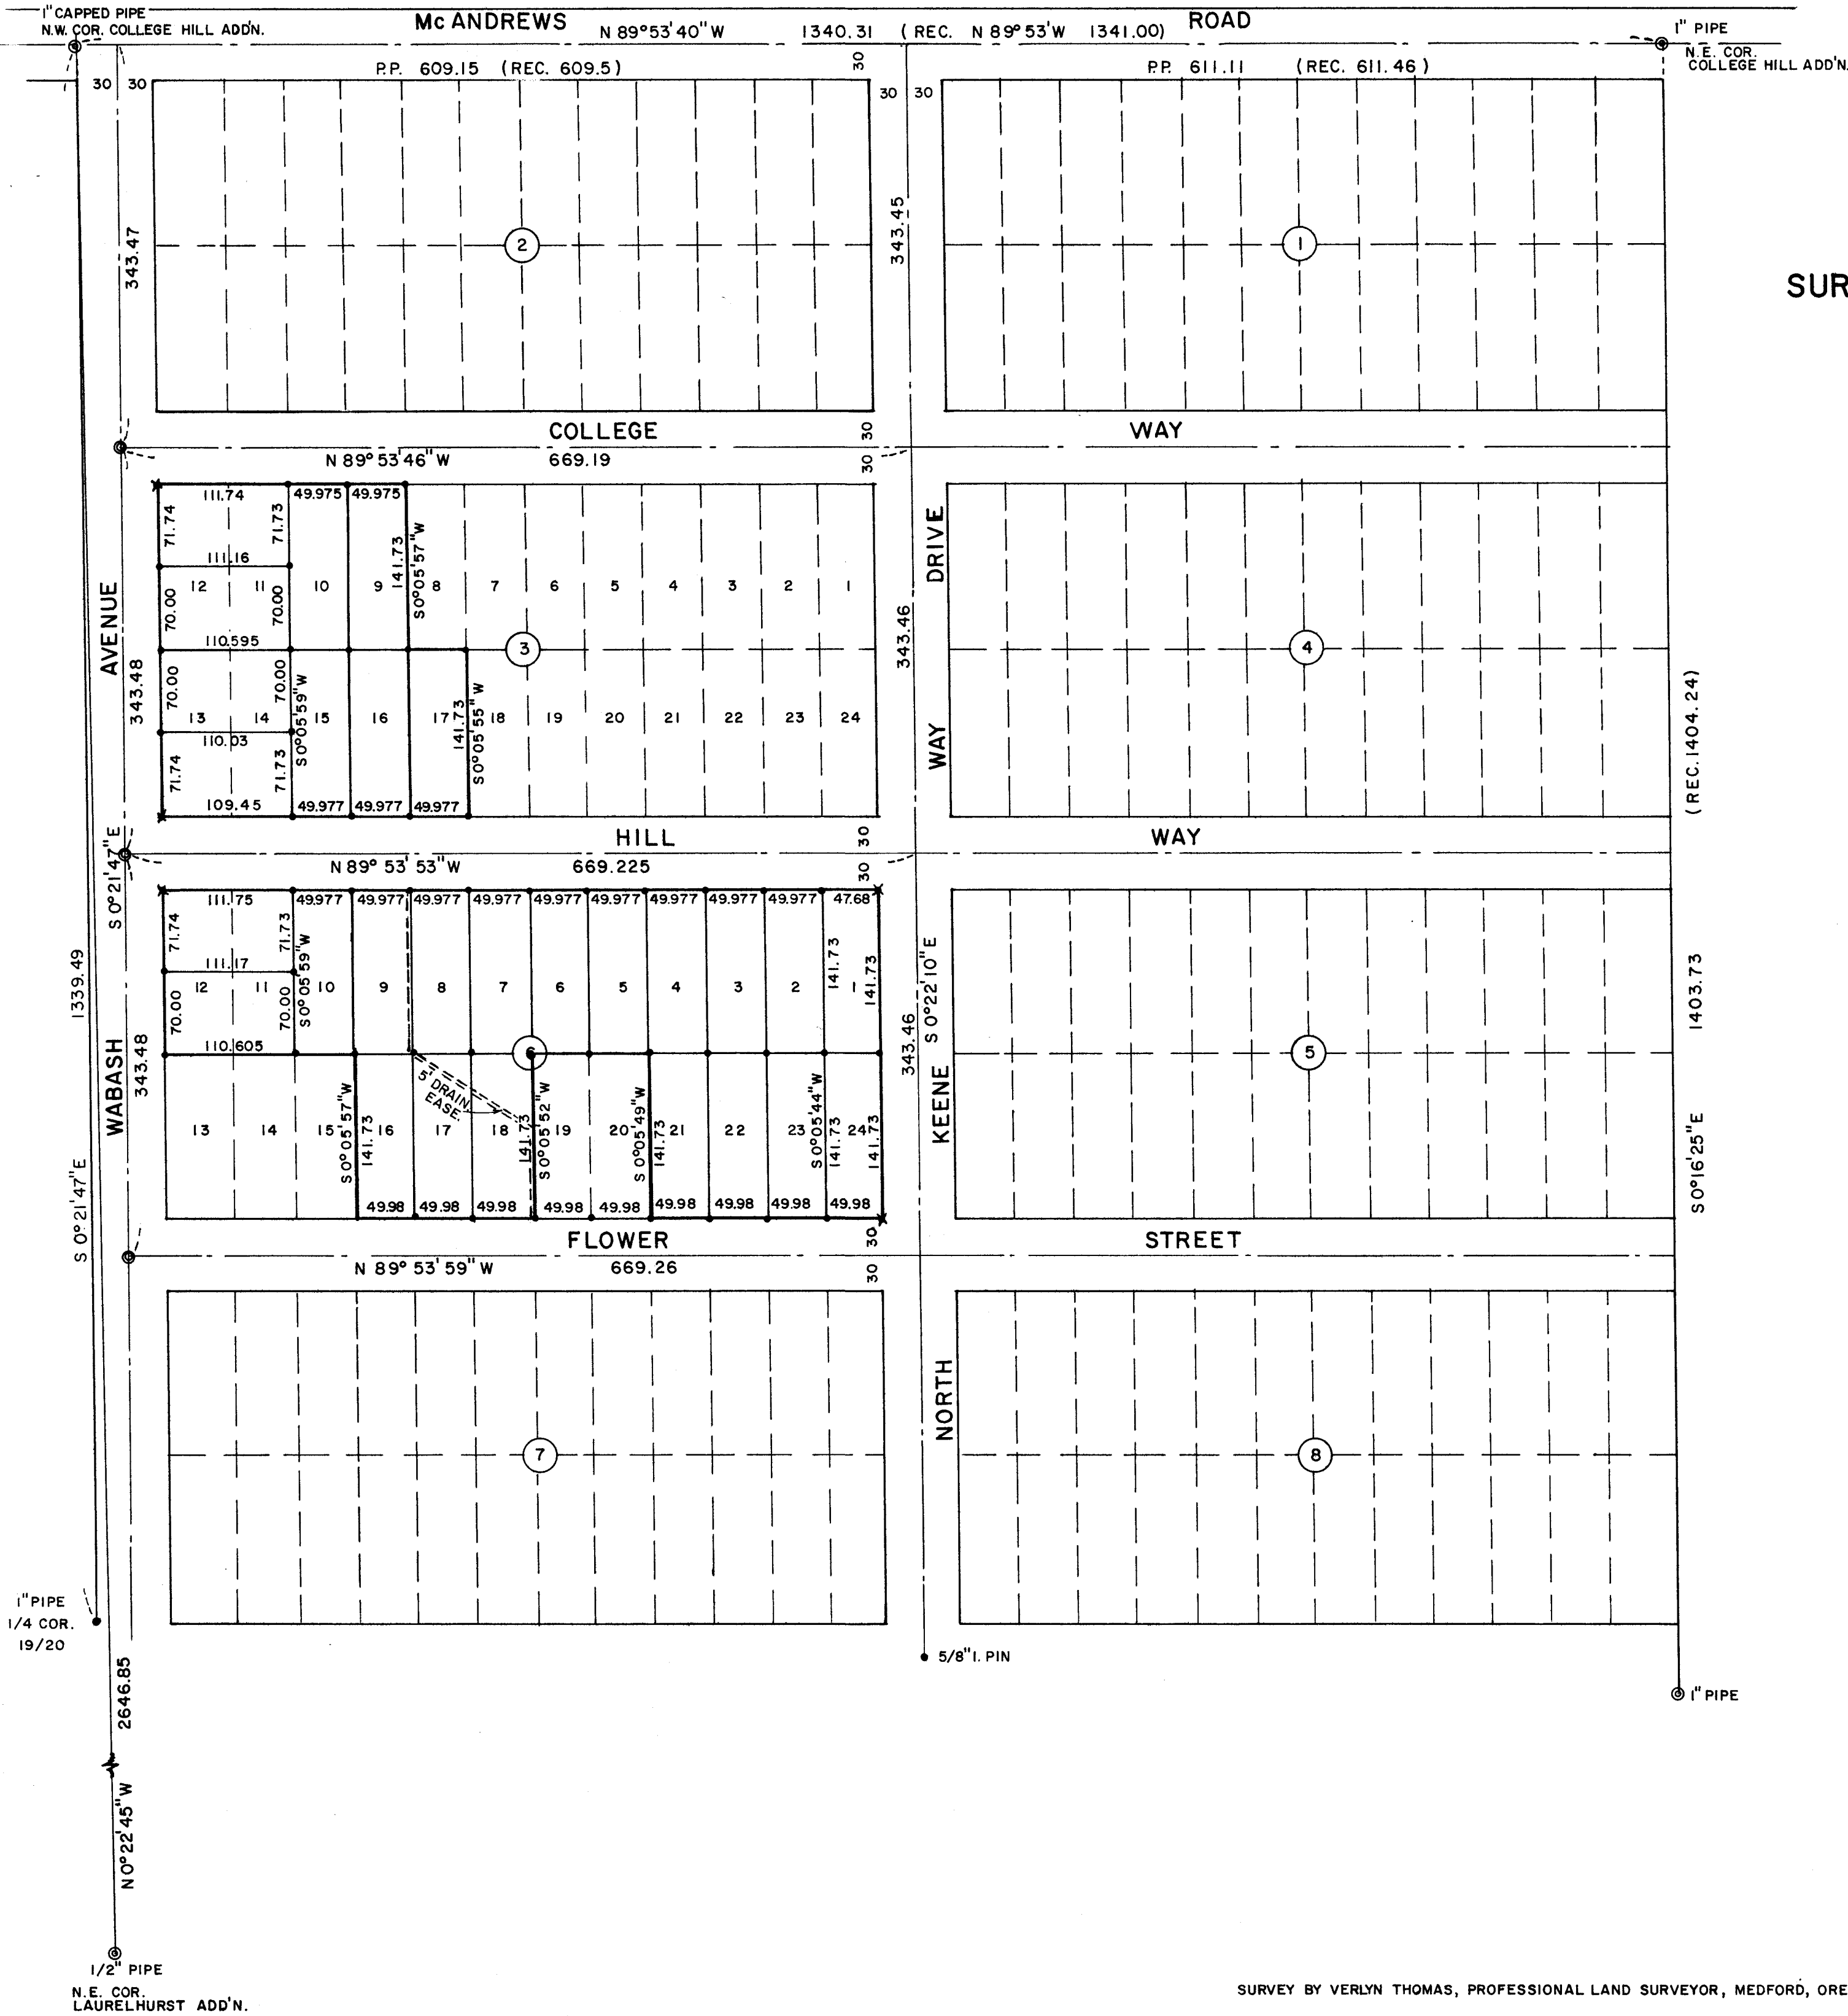 1" CAPPED PIPE
N.W. COR. COLLEGE HILL ADD'N.
Mc ANDREWS ROAD
N 89°53'40" W 1340.31 ( REC. N 89°53' W 1341.00)
1" PIPE
N.E. COR.
COLLEGE HILL ADD'N.
P.P. 609.15 (REC. 609.5) 30
P.P. 611.11 (REC. 611.46 )
30 30
30 30
343.47
343.45
2
1
SUR
COLLEGE WAY
30
N 89° 53' 46" W 669.19
30
111.74 49.975 49.975
71.74
71.73
141.73
S 0° 05' 57" W
111.16
12 11 10 9 8 7 6 5 4 3 2 1
70.00
70.00
110.595
3
4
70.00
70.00
S 0° 05' 59" W
141.73
S 0° 05' 55" W
13 14 15 16 17 18 19 20 21 22 23 24
110.03
71.74
71.73
109.45 49.977 49.977 49.977
AVENUE
343.48
343.46
DRIVE
WAY
(REC. 1404.24)
HILL WAY
30
N 89° 53' 53" W 669.225
30
S 0° 21' 47" E
111.75 49.977 49.977 49.977 49.977 49.977 49.977 49.977 49.977 49.977 47.68
71.74
71.73
S 0° 05' 59" W
141.73
141.73
111.17
12 11 10 9 8 7 6 5 4 3 2 1
70.00
70.00
110.605
6
5
5' DRAIN.
EASE.
13 14 15 16 17 18 19 20 21 22 23 24
S 0° 05' 57" W
141.73
141.73
S 0° 05' 52" W
S 0° 05' 49" W
141.73
S 0° 05' 44" W
141.73
141.73
49.98 49.98 49.98 49.98 49.98 49.98 49.98 49.98 49.98
1339.49
WABASH
343.48
343.46
S 0° 22' 10" E
KEENE
1403.73
S 0° 16' 25" E
S 0° 21' 47" E
FLOWER STREET
30
N 89° 53' 59" W 669.26
30
NORTH
7
8
1" PIPE
1/4 COR.
19/20
5/8" I. PIN
2646.85
1" PIPE
N 0° 22' 45" W
1/2" PIPE
N.E. COR.
LAURELHURST ADD'N.
SURVEY BY VERLYN THOMAS, PROFESSIONAL LAND SURVEYOR, MEDFORD, ORE